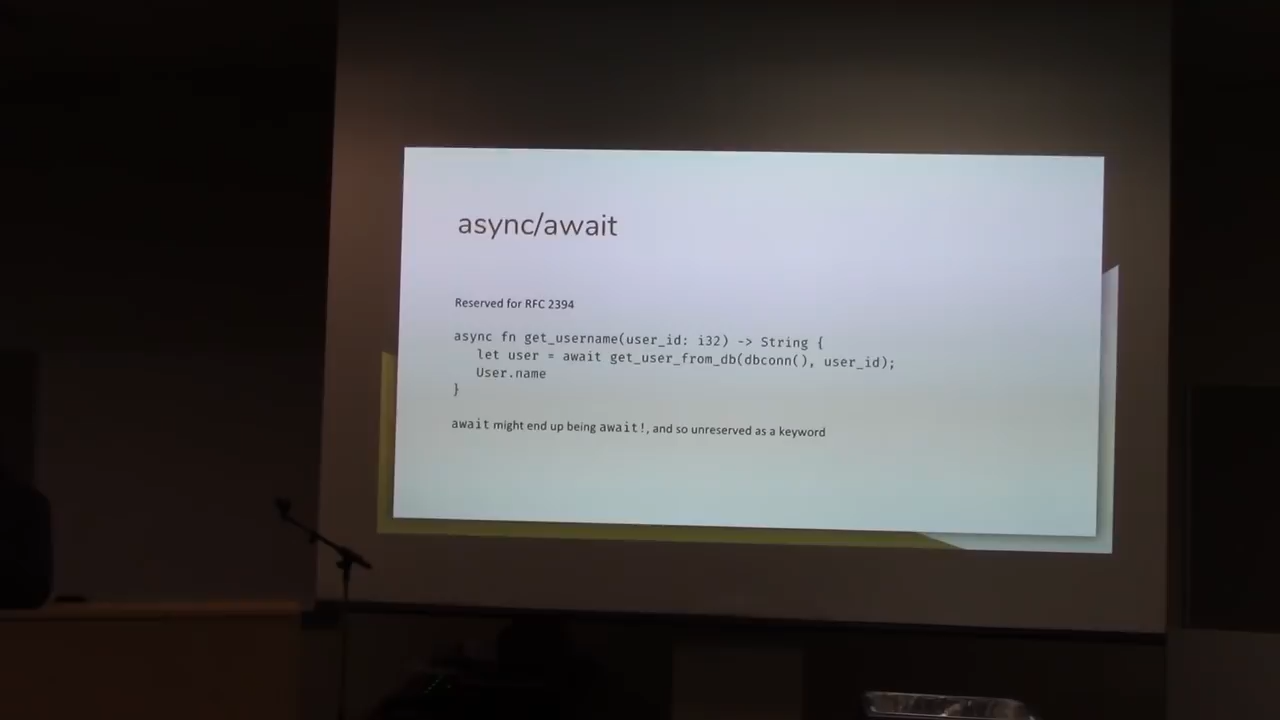 async/await
Reserved for RFC 2394
async fn get_username(user_id: i32) -> String {
let user = await get_user_from_db(dbconn(), user_id);
User.name
}
await might end up being await!, and so unreserved as a keyword